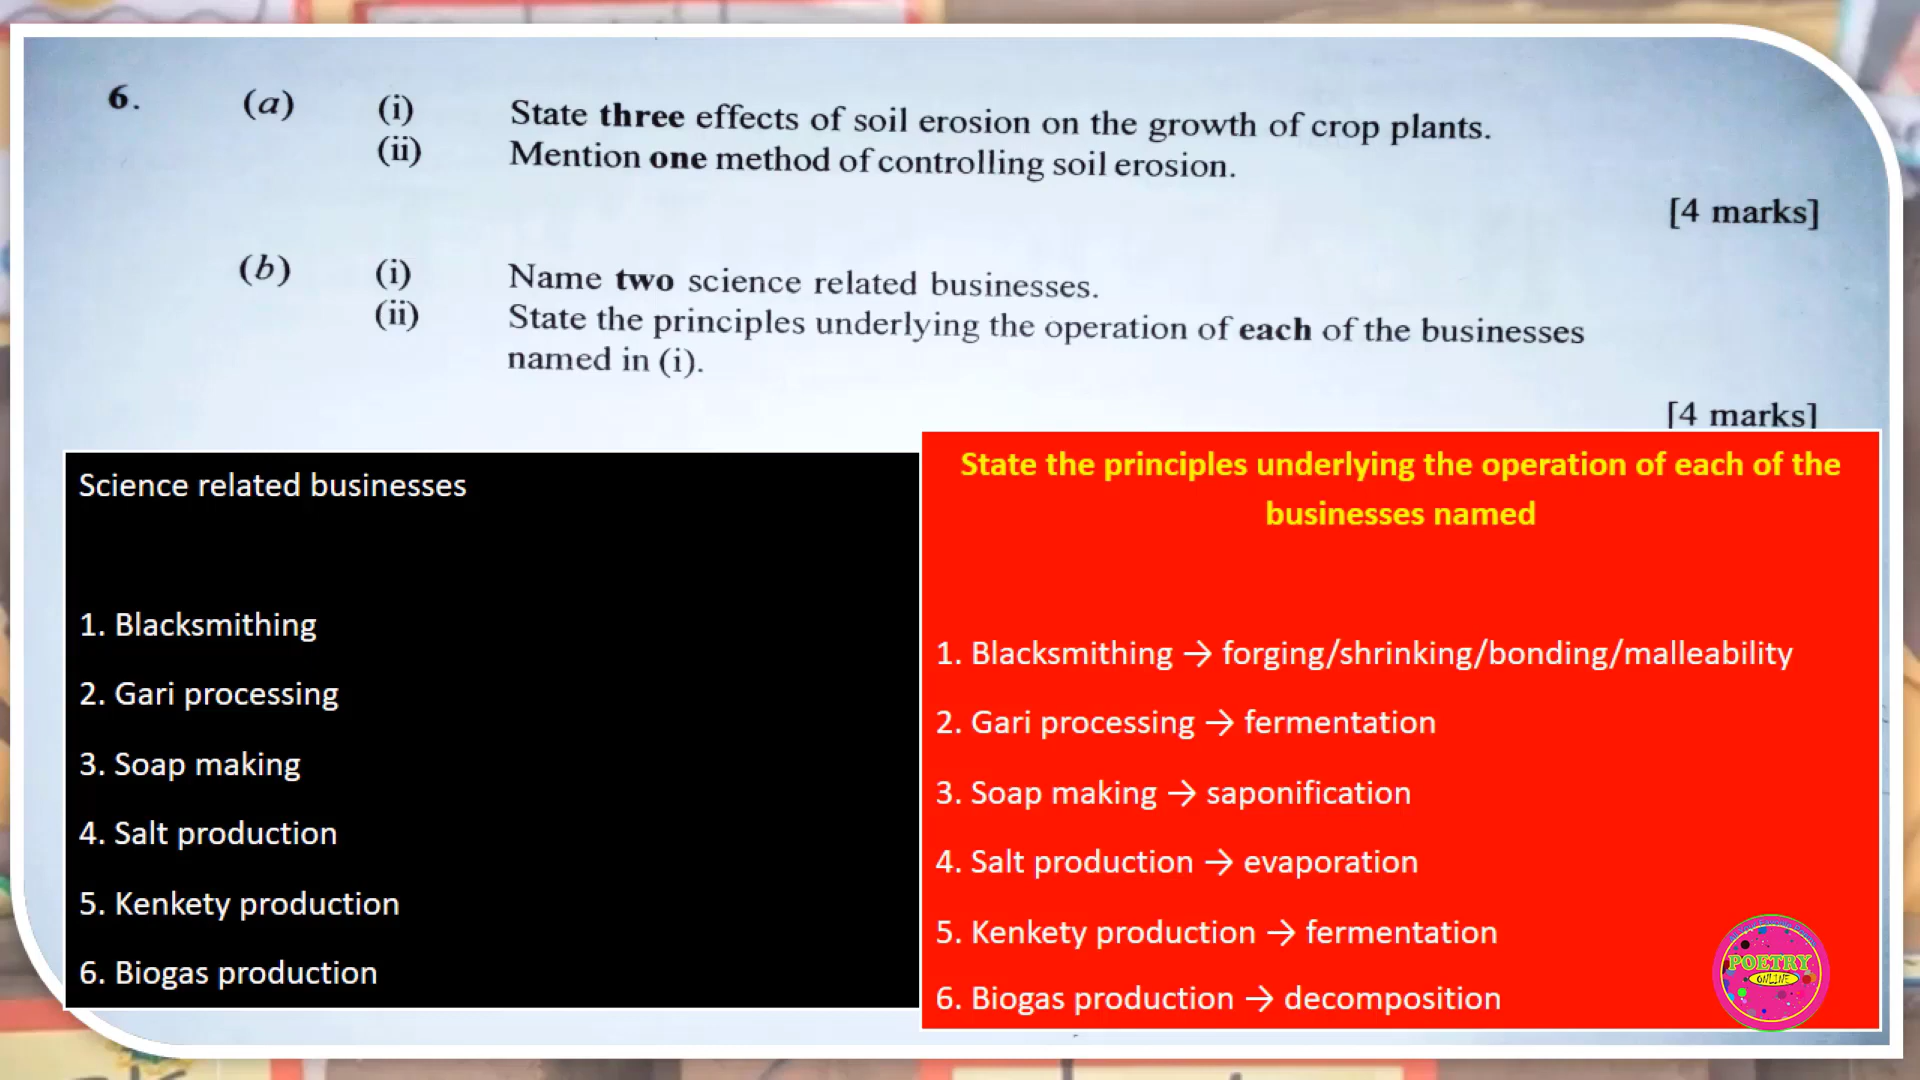 6. (a) (i) State three effects of soil erosion on the growth of crop plants.
(ii) Mention one method of controlling soil erosion.
[4 marks]
(b) (i) Name two science related businesses.
(ii) State the principles underlying the operation of each of the businesses
named in (i).
[4 marks]
Science related businesses
1. Blacksmithing
2. Gari processing
3. Soap making
4. Salt production
5. Kenkety production
6. Biogas production
State the principles underlying the operation of each of the
businesses named
1. Blacksmithing → forging/shrinking/bonding/malleability
2. Gari processing → fermentation
3. Soap making → saponification
4. Salt production → evaporation
5. Kenkety production → fermentation
6. Biogas production → decomposition
POETRY
ONLINE